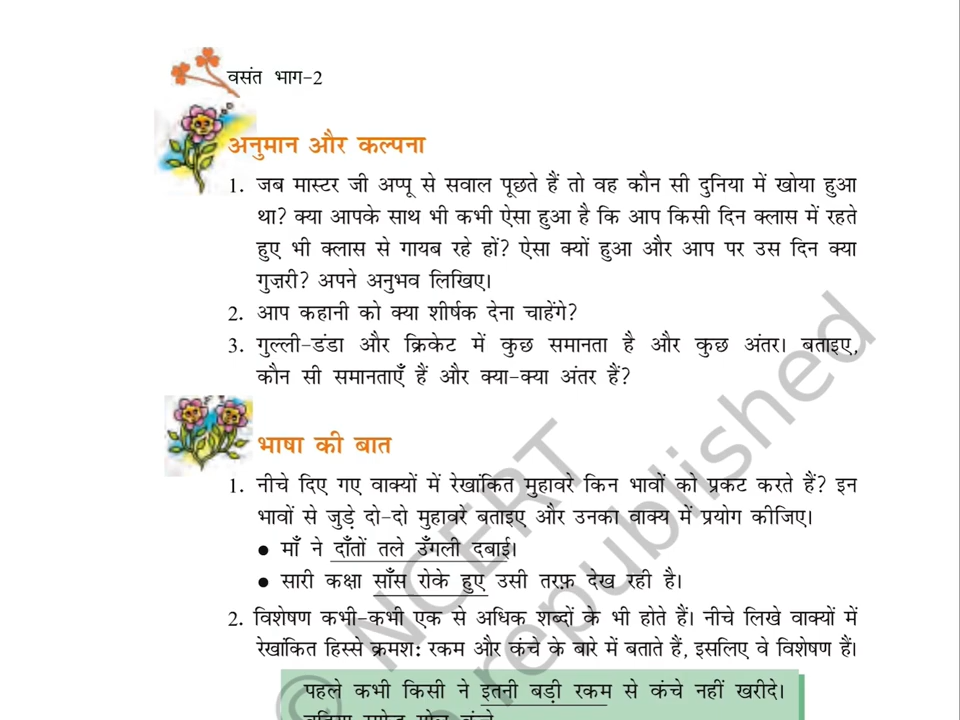 वसंत भाग-2
अनुमान और कल्पना
1. जब मास्टर जी अप्पू से सवाल पूछते हैं तो वह कौन सी दुनिया में खोया हुआ
था? क्या आपके साथ भी कभी ऐसा हुआ है कि आप किसी दिन क्लास में रहते
हुए भी क्लास से गायब रहे हों? ऐसा क्यों हुआ और आप पर उस दिन क्या
गुज़री? अपने अनुभव लिखिए।
2. आप कहानी को क्या शीर्षक देना चाहेंगे?
3. गुल्ली-डंडा और क्रिकेट में कुछ समानता है और कुछ अंतर। बताइए,
कौन सी समानताएँ हैं और क्या-क्या अंतर हैं?
भाषा की बात
1. नीचे दिए गए वाक्यों में रेखांकित मुहावरे किन भावों को प्रकट करते हैं? इन
भावों से जुड़े दो-दो मुहावरे बताइए और उनका वाक्य में प्रयोग कीजिए।
● माँ ने दाँतों तले उँगली दबाई।
● सारी कक्षा साँस रोके हुए उसी तरफ़ देख रही है।
2. विशेषण कभी-कभी एक से अधिक शब्दों के भी होते हैं। नीचे लिखे वाक्यों में
रेखांकित हिस्से क्रमश: रकम और कंचे के बारे में बताते हैं, इसलिए वे विशेषण हैं।
पहले कभी किसी ने इतनी बड़ी रकम से कंचे नहीं खरीदे।
© NCERT
republished